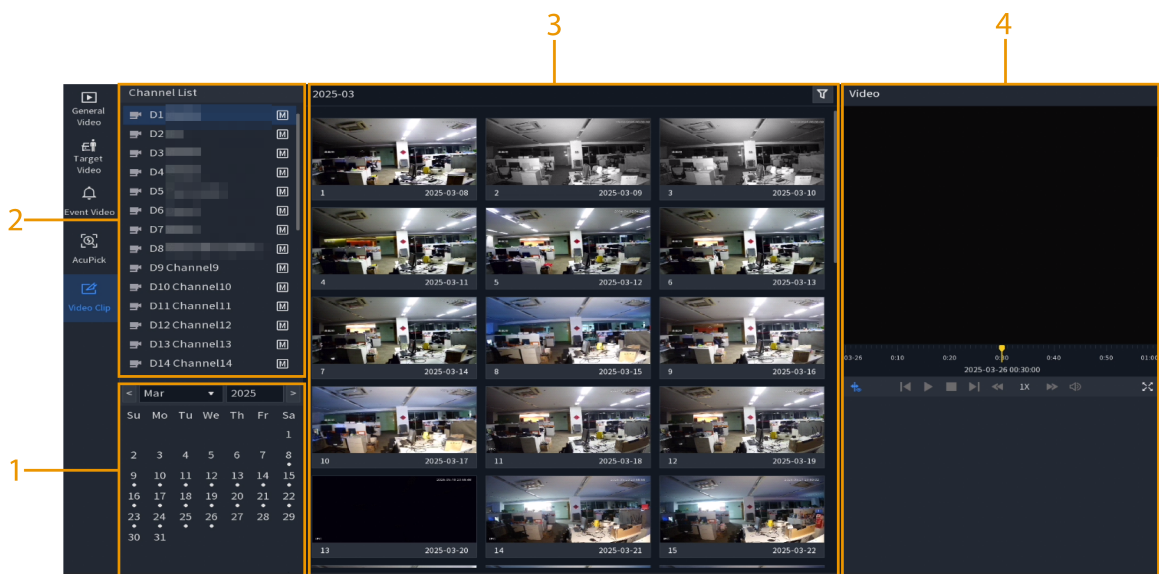 3
4
2
1
General
Video
Target
Video
Event Video
AcuPick
Video Clip
Channel List
D1 M
D2 M
D3 M
D4 M
D5 M
D6 M
D7 M
D8 M
D9 Channel9 M
D10 Channel10 M
D11 Channel11 M
D12 Channel12 M
D13 Channel13 M
D14 Channel14 M
< Mar 2025 >
Su Mo Tu We Th Fr Sa
1
2 3 4 5 6 7 8
9 10 11 12 13 14 15
16 17 18 19 20 21 22
23 24 25 26 27 28 29
30 31
2025-03
1 2025-03-08
2 2025-03-09
3 2025-03-10
4 2025-03-11
5 2025-03-12
6 2025-03-13
7 2025-03-14
8 2025-03-15
9 2025-03-16
10 2025-03-17
11 2025-03-18
12 2025-03-19
13 2025-03-20
14 2025-03-21
15 2025-03-22
Video
03-26 0:10 0:20 0:30 0:40 0:50 01:00
2025-03-26 00:30:00
1X